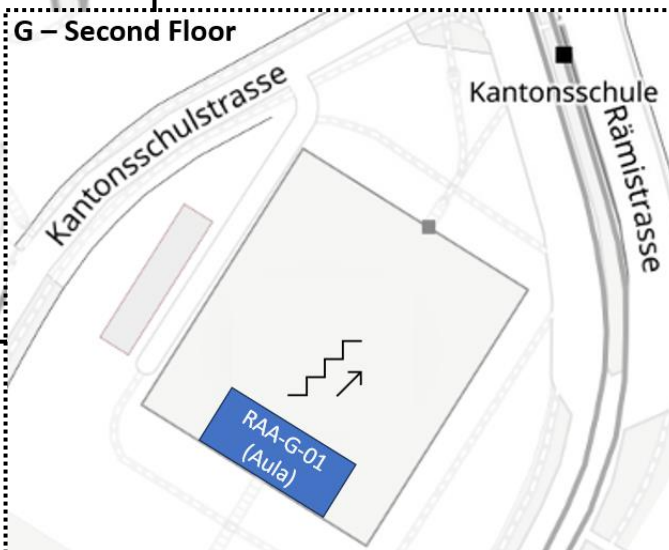 G – Second Floor
Kantonsschulstrasse
Kantonsschule
Rämistrasse
RAA-G-01
(Aula)